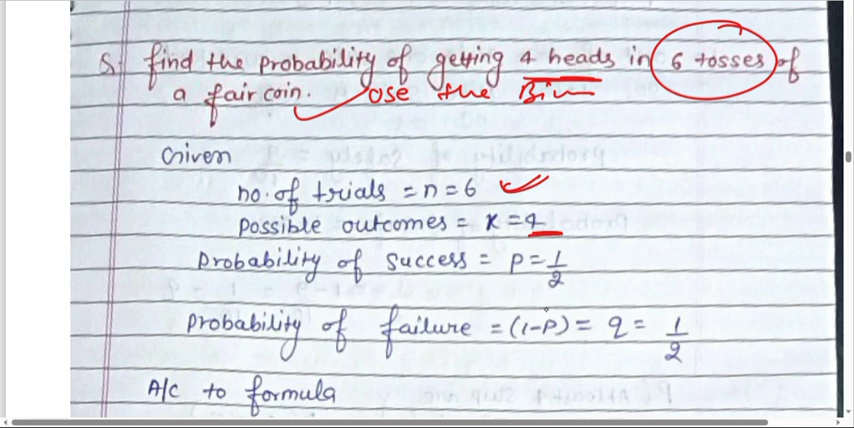 Q. find the probability of getting 4 heads in 6 tosses of
a fair coin. use the Bin
Given
no. of trials = n = 6
Possible outcomes = x = 4
Probability of success = p = 1/2
Probability of failure = (1-p) = q = 1/2
A/c to formula